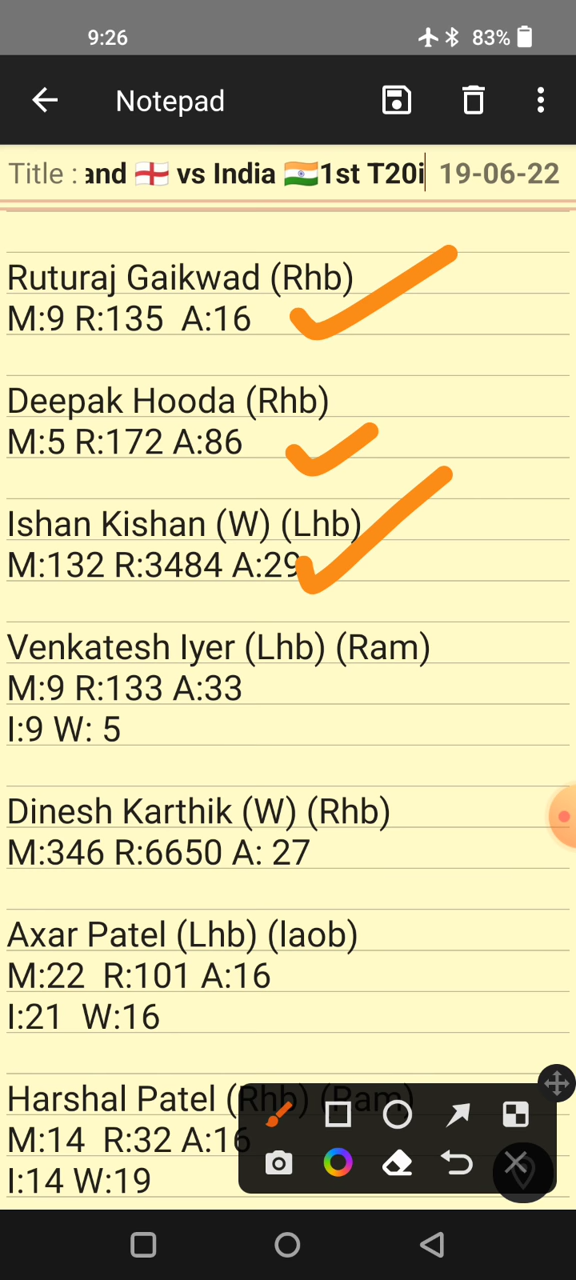 9:26 83%
Notepad
Title : and 🏴󠁧󠁢󠁥󠁮󠁧󠁿 vs India 🇮🇳1st T20i 19-06-22
Ruturaj Gaikwad (Rhb)
M:9 R:135 A:16
Deepak Hooda (Rhb)
M:5 R:172 A:86
Ishan Kishan (W) (Lhb)
M:132 R:3484 A:29
Venkatesh Iyer (Lhb) (Ram)
M:9 R:133 A:33
I:9 W: 5
Dinesh Karthik (W) (Rhb)
M:346 R:6650 A: 27
Axar Patel (Lhb) (laob)
M:22 R:101 A:16
I:21 W:16
Harshal Patel (Rhb) (Ram)
M:14 R:32 A:16
I:14 W:19